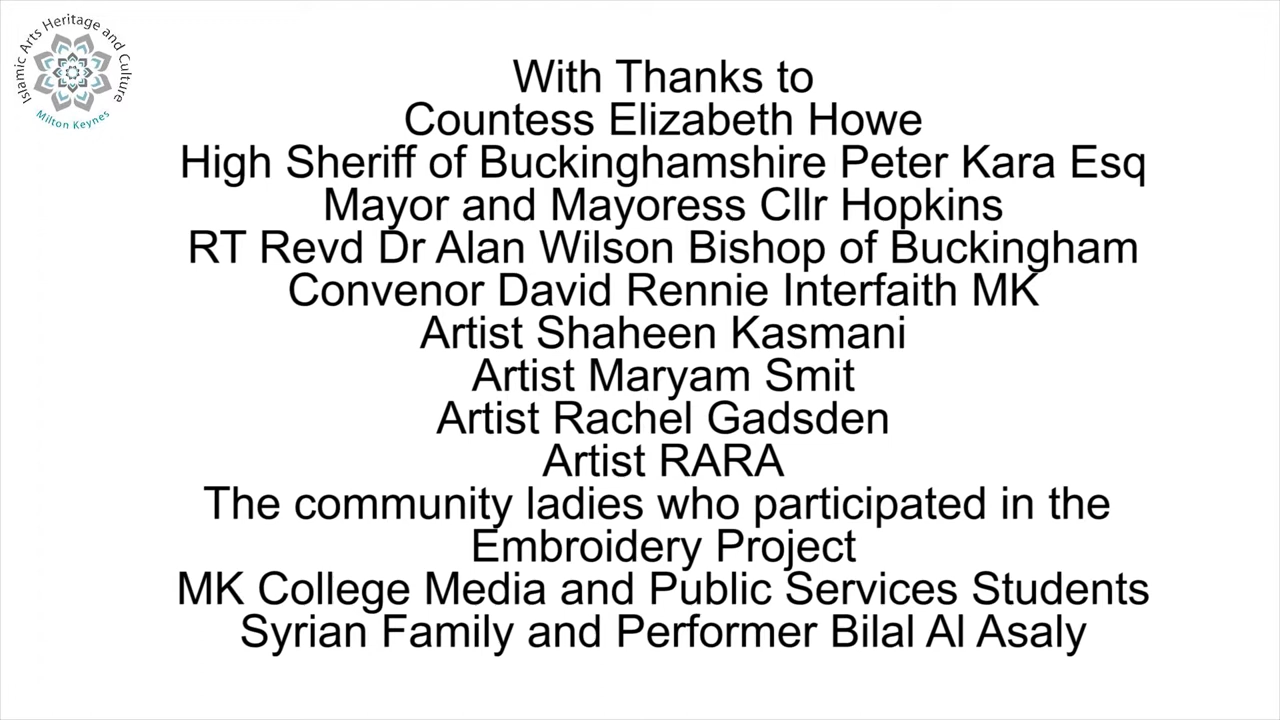 Islamic Arts Heritage and Culture
Milton Keynes
With Thanks to
Countess Elizabeth Howe
High Sheriff of Buckinghamshire Peter Kara Esq
Mayor and Mayoress Cllr Hopkins
RT Revd Dr Alan Wilson Bishop of Buckingham
Convenor David Rennie Interfaith MK
Artist Shaheen Kasmani
Artist Maryam Smit
Artist Rachel Gadsden
Artist RARA
The community ladies who participated in the
Embroidery Project
MK College Media and Public Services Students
Syrian Family and Performer Bilal Al Asaly